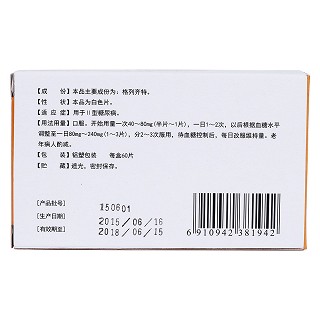 【成 份】本品主要成份为：格列齐特。
【性 状】本品为白色片。
【适 应 症】用于II型糖尿病。
【用法用量】口服。开始用量一次40～80mg(半片～1片)，一日1～2次，以后根据血糖水平
调整至一日80mg～240mg(1～3片)，分2～3次服用，待血糖控制后，每日改服维持量。老
年病人酌减。
【包 装】铝塑包装 每盒60片
【贮 藏】遮光，密封保存。
【产品批号】 150601
【生产日期】 2015/06/16
【有效期至】 2018/06/15
6 910942 381942